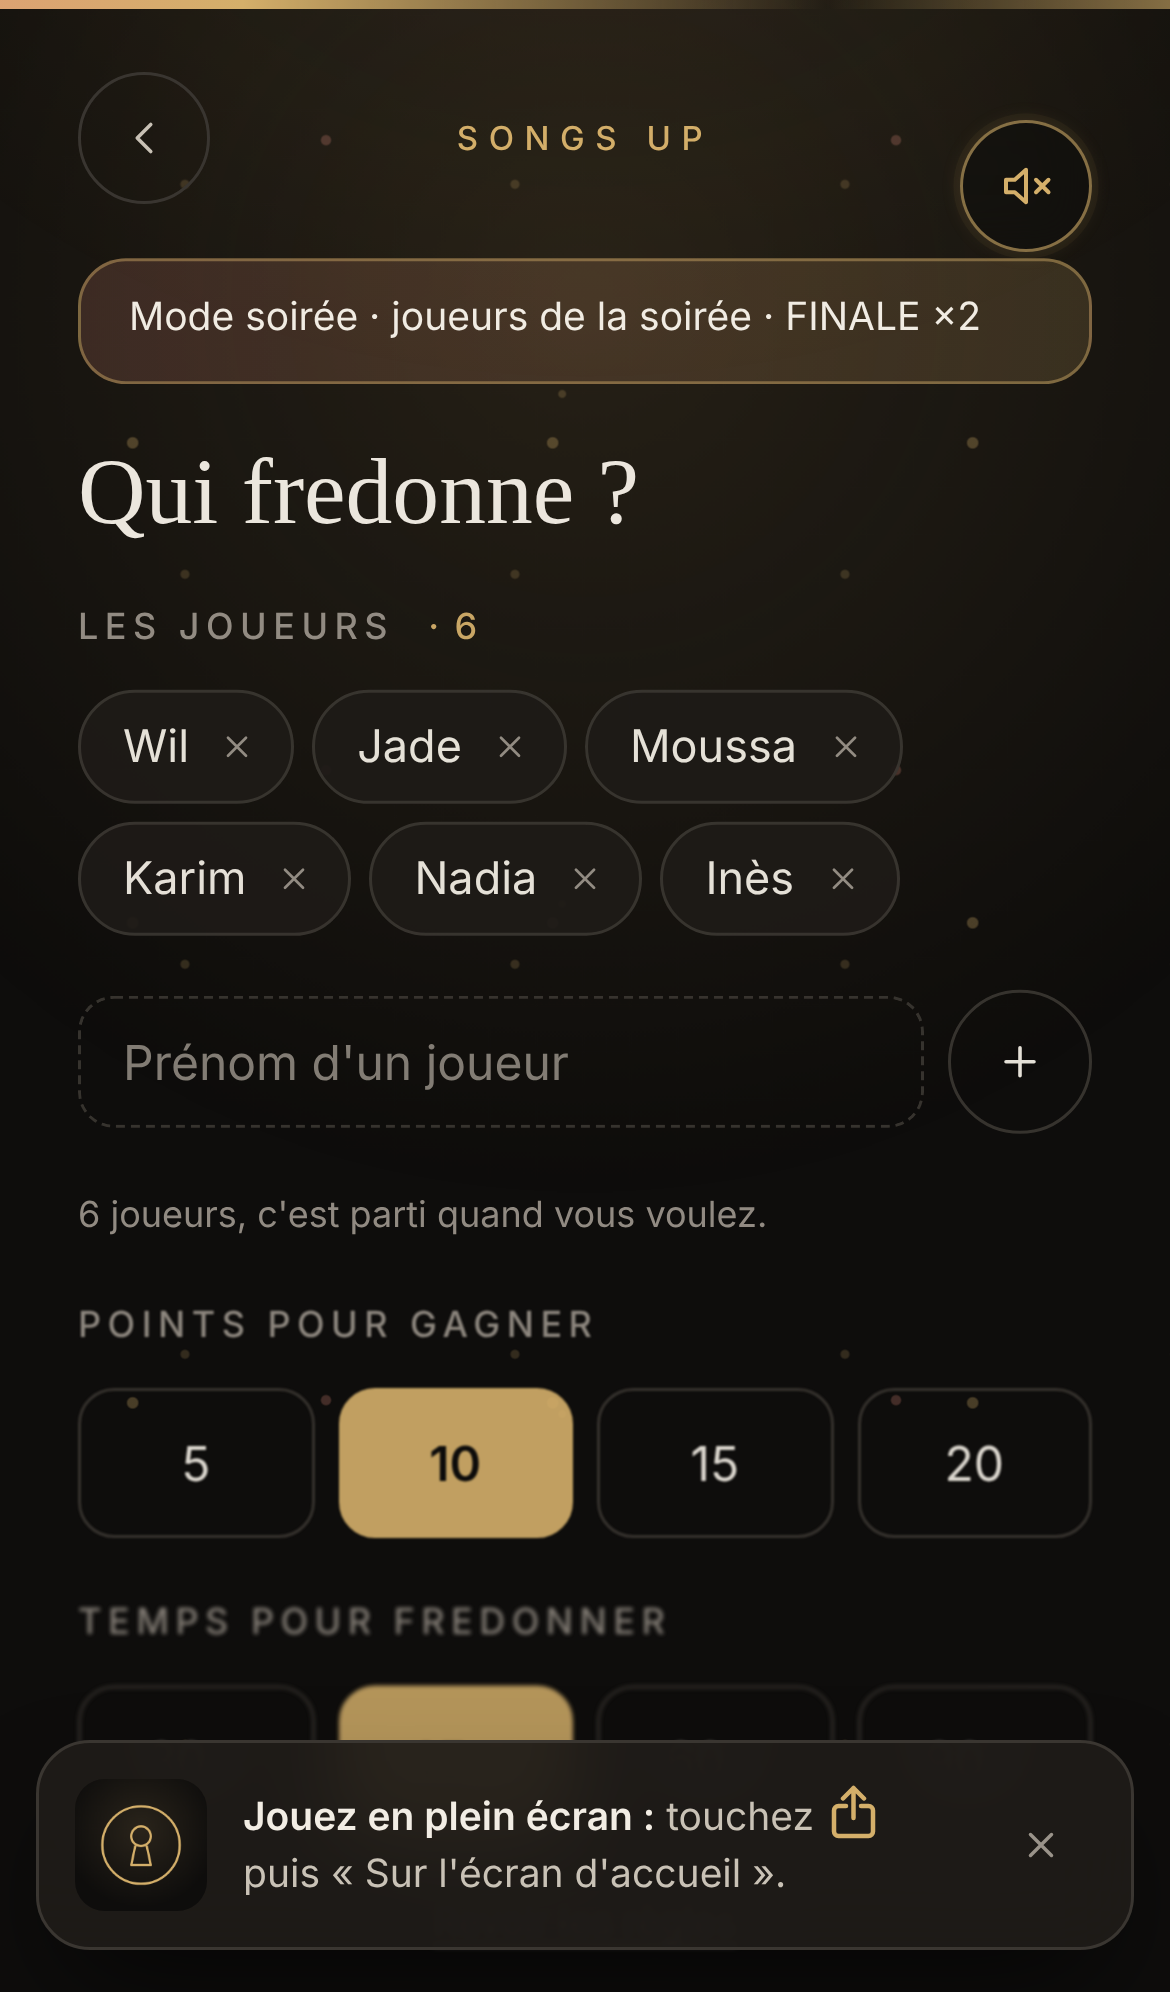 SONGS UP
Mode soirée · joueurs de la soirée · FINALE ×2
Qui fredonne ?
LES JOUEURS · 6
Wil × Jade × Moussa ×
Karim × Nadia × Inès ×
Prénom d'un joueur +
6 joueurs, c'est parti quand vous voulez.
POINTS POUR GAGNER
5 10 15 20
TEMPS POUR FREDONNER
Jouez en plein écran : touchez
puis « Sur l'écran d'accueil ».